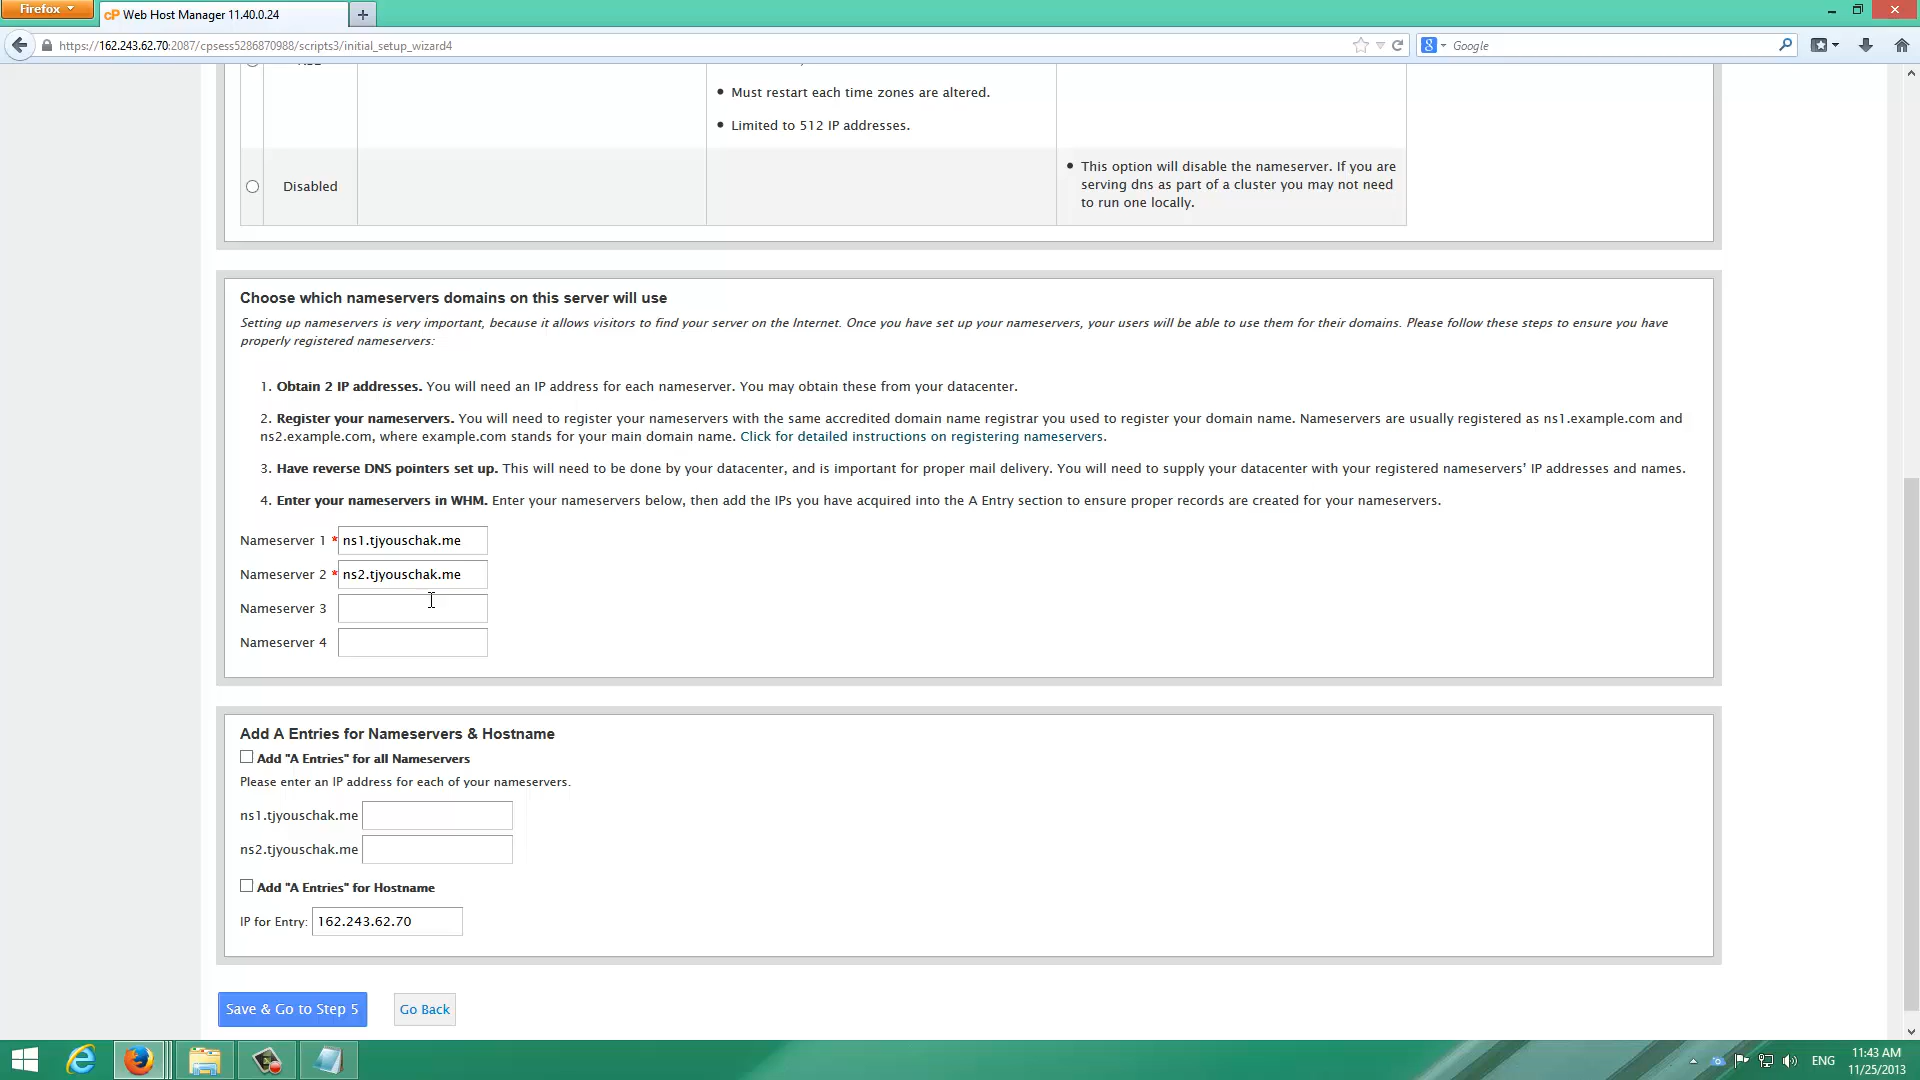 Firefox
Web Host Manager 11.40.0.24
https://162.243.62.70:2087/cpsess5286870988/scripts3/initial_setup_wizard4
Google
Must restart each time zones are altered.
Limited to 512 IP addresses.
Disabled
This option will disable the nameserver. If you are
serving dns as part of a cluster you may not need
to run one locally.
Choose which nameservers domains on this server will use
Setting up nameservers is very important, because it allows visitors to find your server on the Internet. Once you have set up your nameservers, your users will be able to use them for their domains. Please follow these steps to ensure you have
properly registered nameservers:
1. Obtain 2 IP addresses. You will need an IP address for each nameserver. You may obtain these from your datacenter.
2. Register your nameservers. You will need to register your nameservers with the same accredited domain name registrar you used to register your domain name. Nameservers are usually registered as ns1.example.com and
ns2.example.com, where example.com stands for your main domain name. Click for detailed instructions on registering nameservers.
3. Have reverse DNS pointers set up. This will need to be done by your datacenter, and is important for proper mail delivery. You will need to supply your datacenter with your registered nameservers' IP addresses and names.
4. Enter your nameservers in WHM. Enter your nameservers below, then add the IPs you have acquired into the A Entry section to ensure proper records are created for your nameservers.
Nameserver 1 * ns1.tjyouschak.me
Nameserver 2 * ns2.tjyouschak.me
Nameserver 3
Nameserver 4
Add A Entries for Nameservers & Hostname
Add "A Entries" for all Nameservers
Please enter an IP address for each of your nameservers.
ns1.tjyouschak.me
ns2.tjyouschak.me
Add "A Entries" for Hostname
IP for Entry: 162.243.62.70
Save & Go to Step 5 Go Back
ENG
11:43 AM
11/25/2013